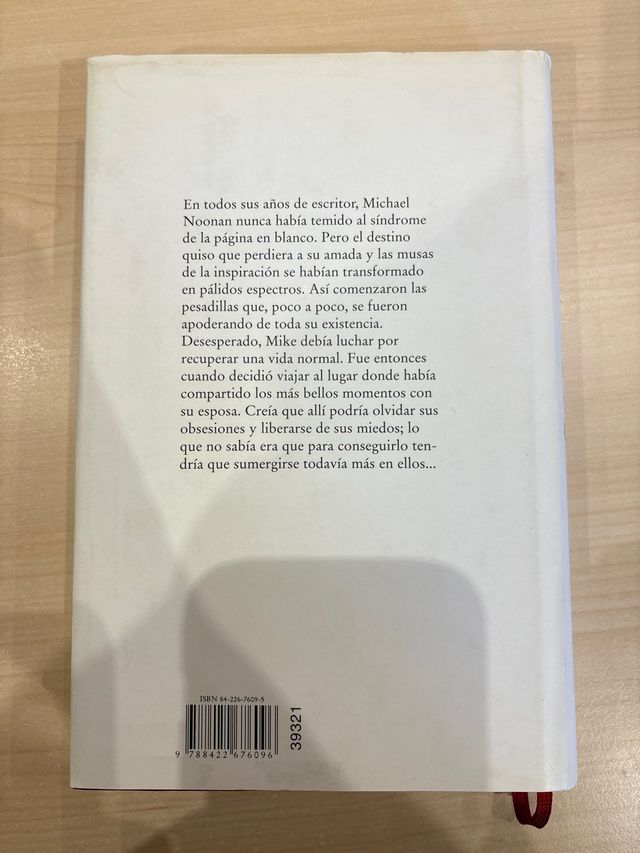 En todos sus años de escritor, Michael
Noonan nunca había temido al síndrome
de la página en blanco. Pero el destino
quiso que perdiera a su amada y las musas
de la inspiración se habían transformado
en pálidos espectros. Así comenzaron las
pesadillas que, poco a poco, se fueron
apoderando de toda su existencia.
Desesperado, Mike debía luchar por
recuperar una vida normal. Fue entonces
cuando decidió viajar al lugar donde había
compartido los más bellos momentos con
su esposa. Creía que allí podría olvidar sus
obsesiones y liberarse de sus miedos; lo
que no sabía era que para conseguirlo ten-
dría que sumergirse todavía más en ellos...
ISBN 84-226-7609-5
9 788422 676096
39321